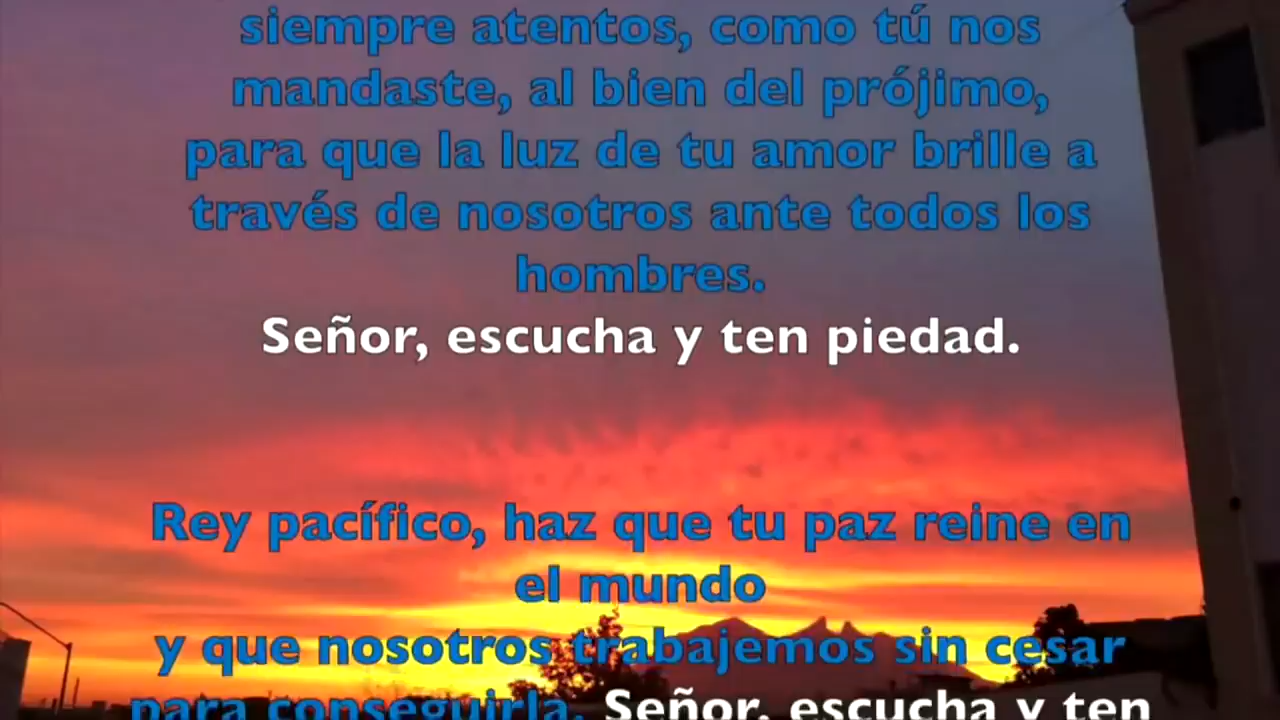 siempre atentos, como tú nos
mandaste, al bien del prójimo,
para que la luz de tu amor brille a
través de nosotros ante todos los
hombres.
Señor, escucha y ten piedad.
Rey pacífico, haz que tu paz reine en
el mundo
y que nosotros trabajemos sin cesar
para conseguirla. Señor, escucha y ten